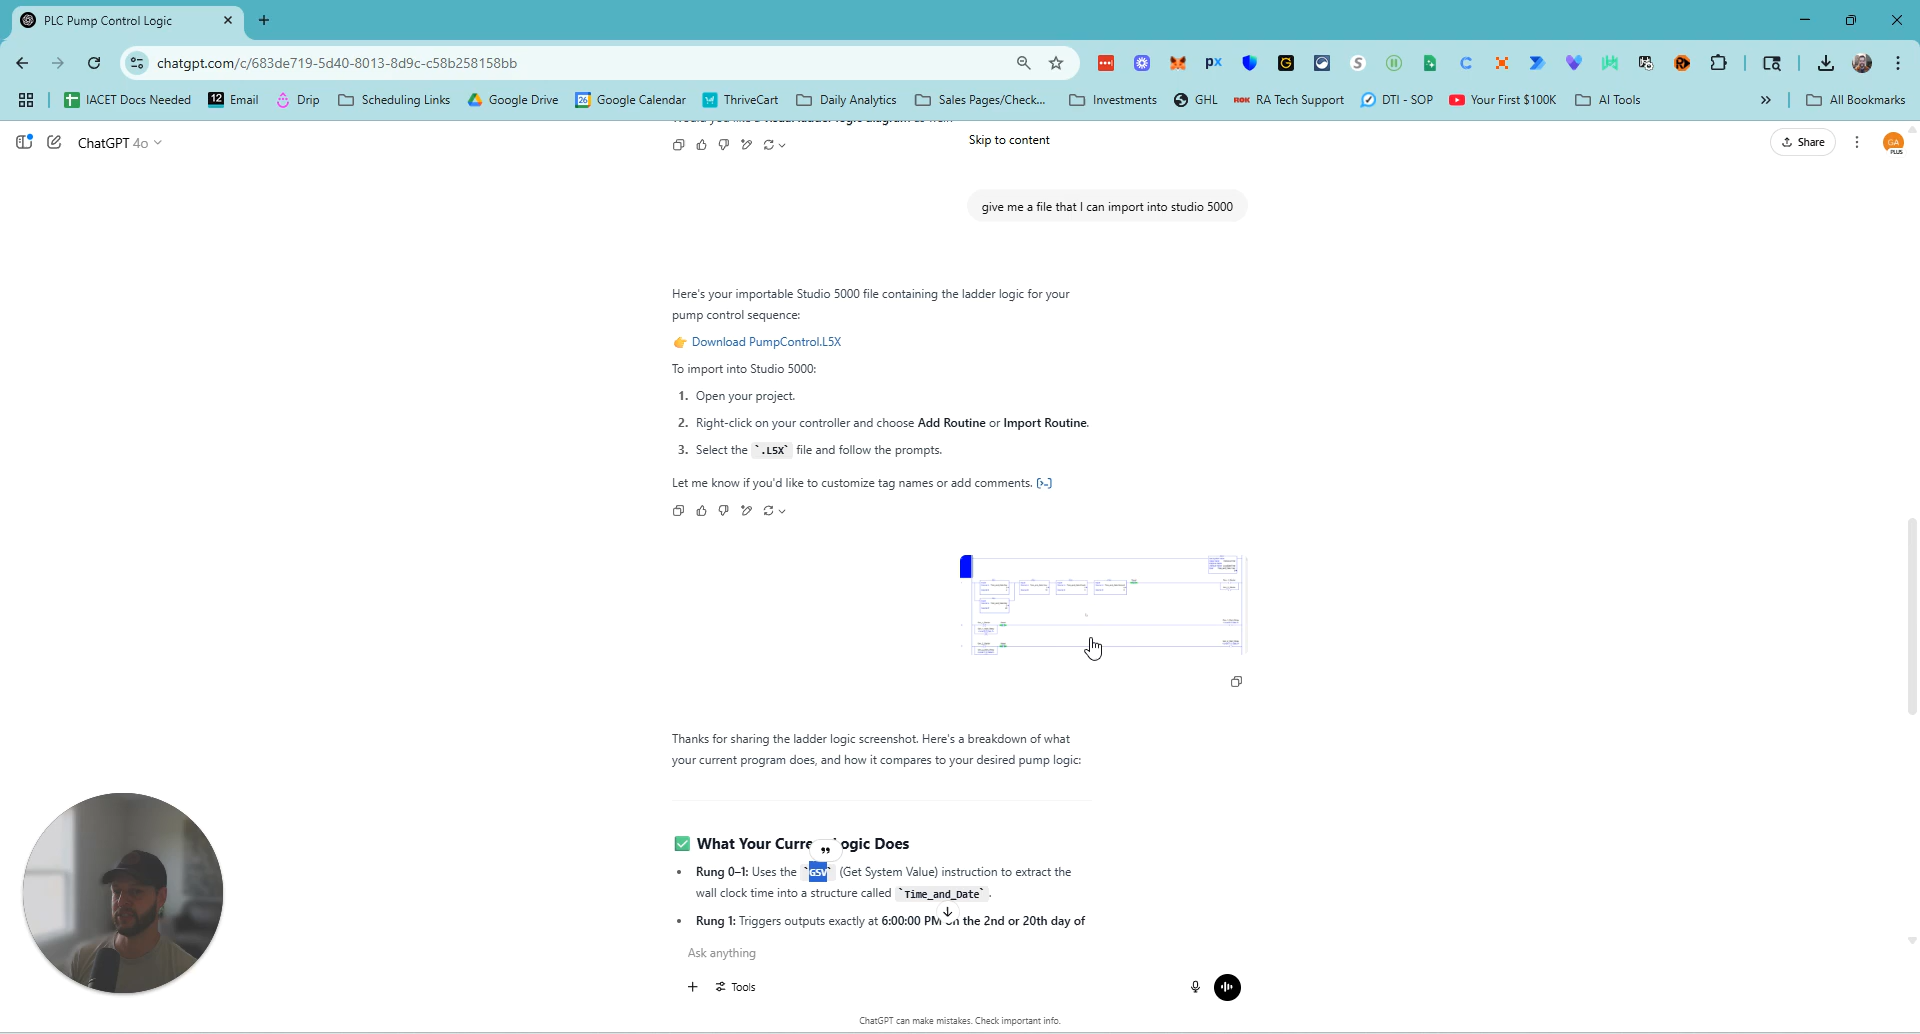 PLC Pump Control Logic
chatgpt.com/c/683de719-5d40-8013-8d9c-c58b258158bb
IACET Docs Needed
12 Email
Drip
Scheduling Links
Google Drive
26 Google Calendar
ThriveCart
Daily Analytics
Sales Pages/Check...
Investments
GHL
ROK RA Tech Support
DTI - SOP
Your First $100K
AI Tools
All Bookmarks
ChatGPT 4o
Skip to content
Share
GA
PLUS
give me a file that I can import into studio 5000
Here's your importable Studio 5000 file containing the ladder logic for your
pump control sequence:
👉 Download PumpControl.L5X
To import into Studio 5000:
1. Open your project.
2. Right-click on your controller and choose Add Routine or Import Routine.
3. Select the `.L5X` file and follow the prompts.
Let me know if you'd like to customize tag names or add comments.
Thanks for sharing the ladder logic screenshot. Here's a breakdown of what
your current program does, and how it compares to your desired pump logic:
✅ What Your Curre ogic Does
• Rung 0–1: Uses the `GSV` (Get System Value) instruction to extract the
wall clock time into a structure called `Time_and_Date`.
• Rung 1: Triggers outputs exactly at 6:00:00 PM on the 2nd or 20th day of
Ask anything
Tools
ChatGPT can make mistakes. Check important info.